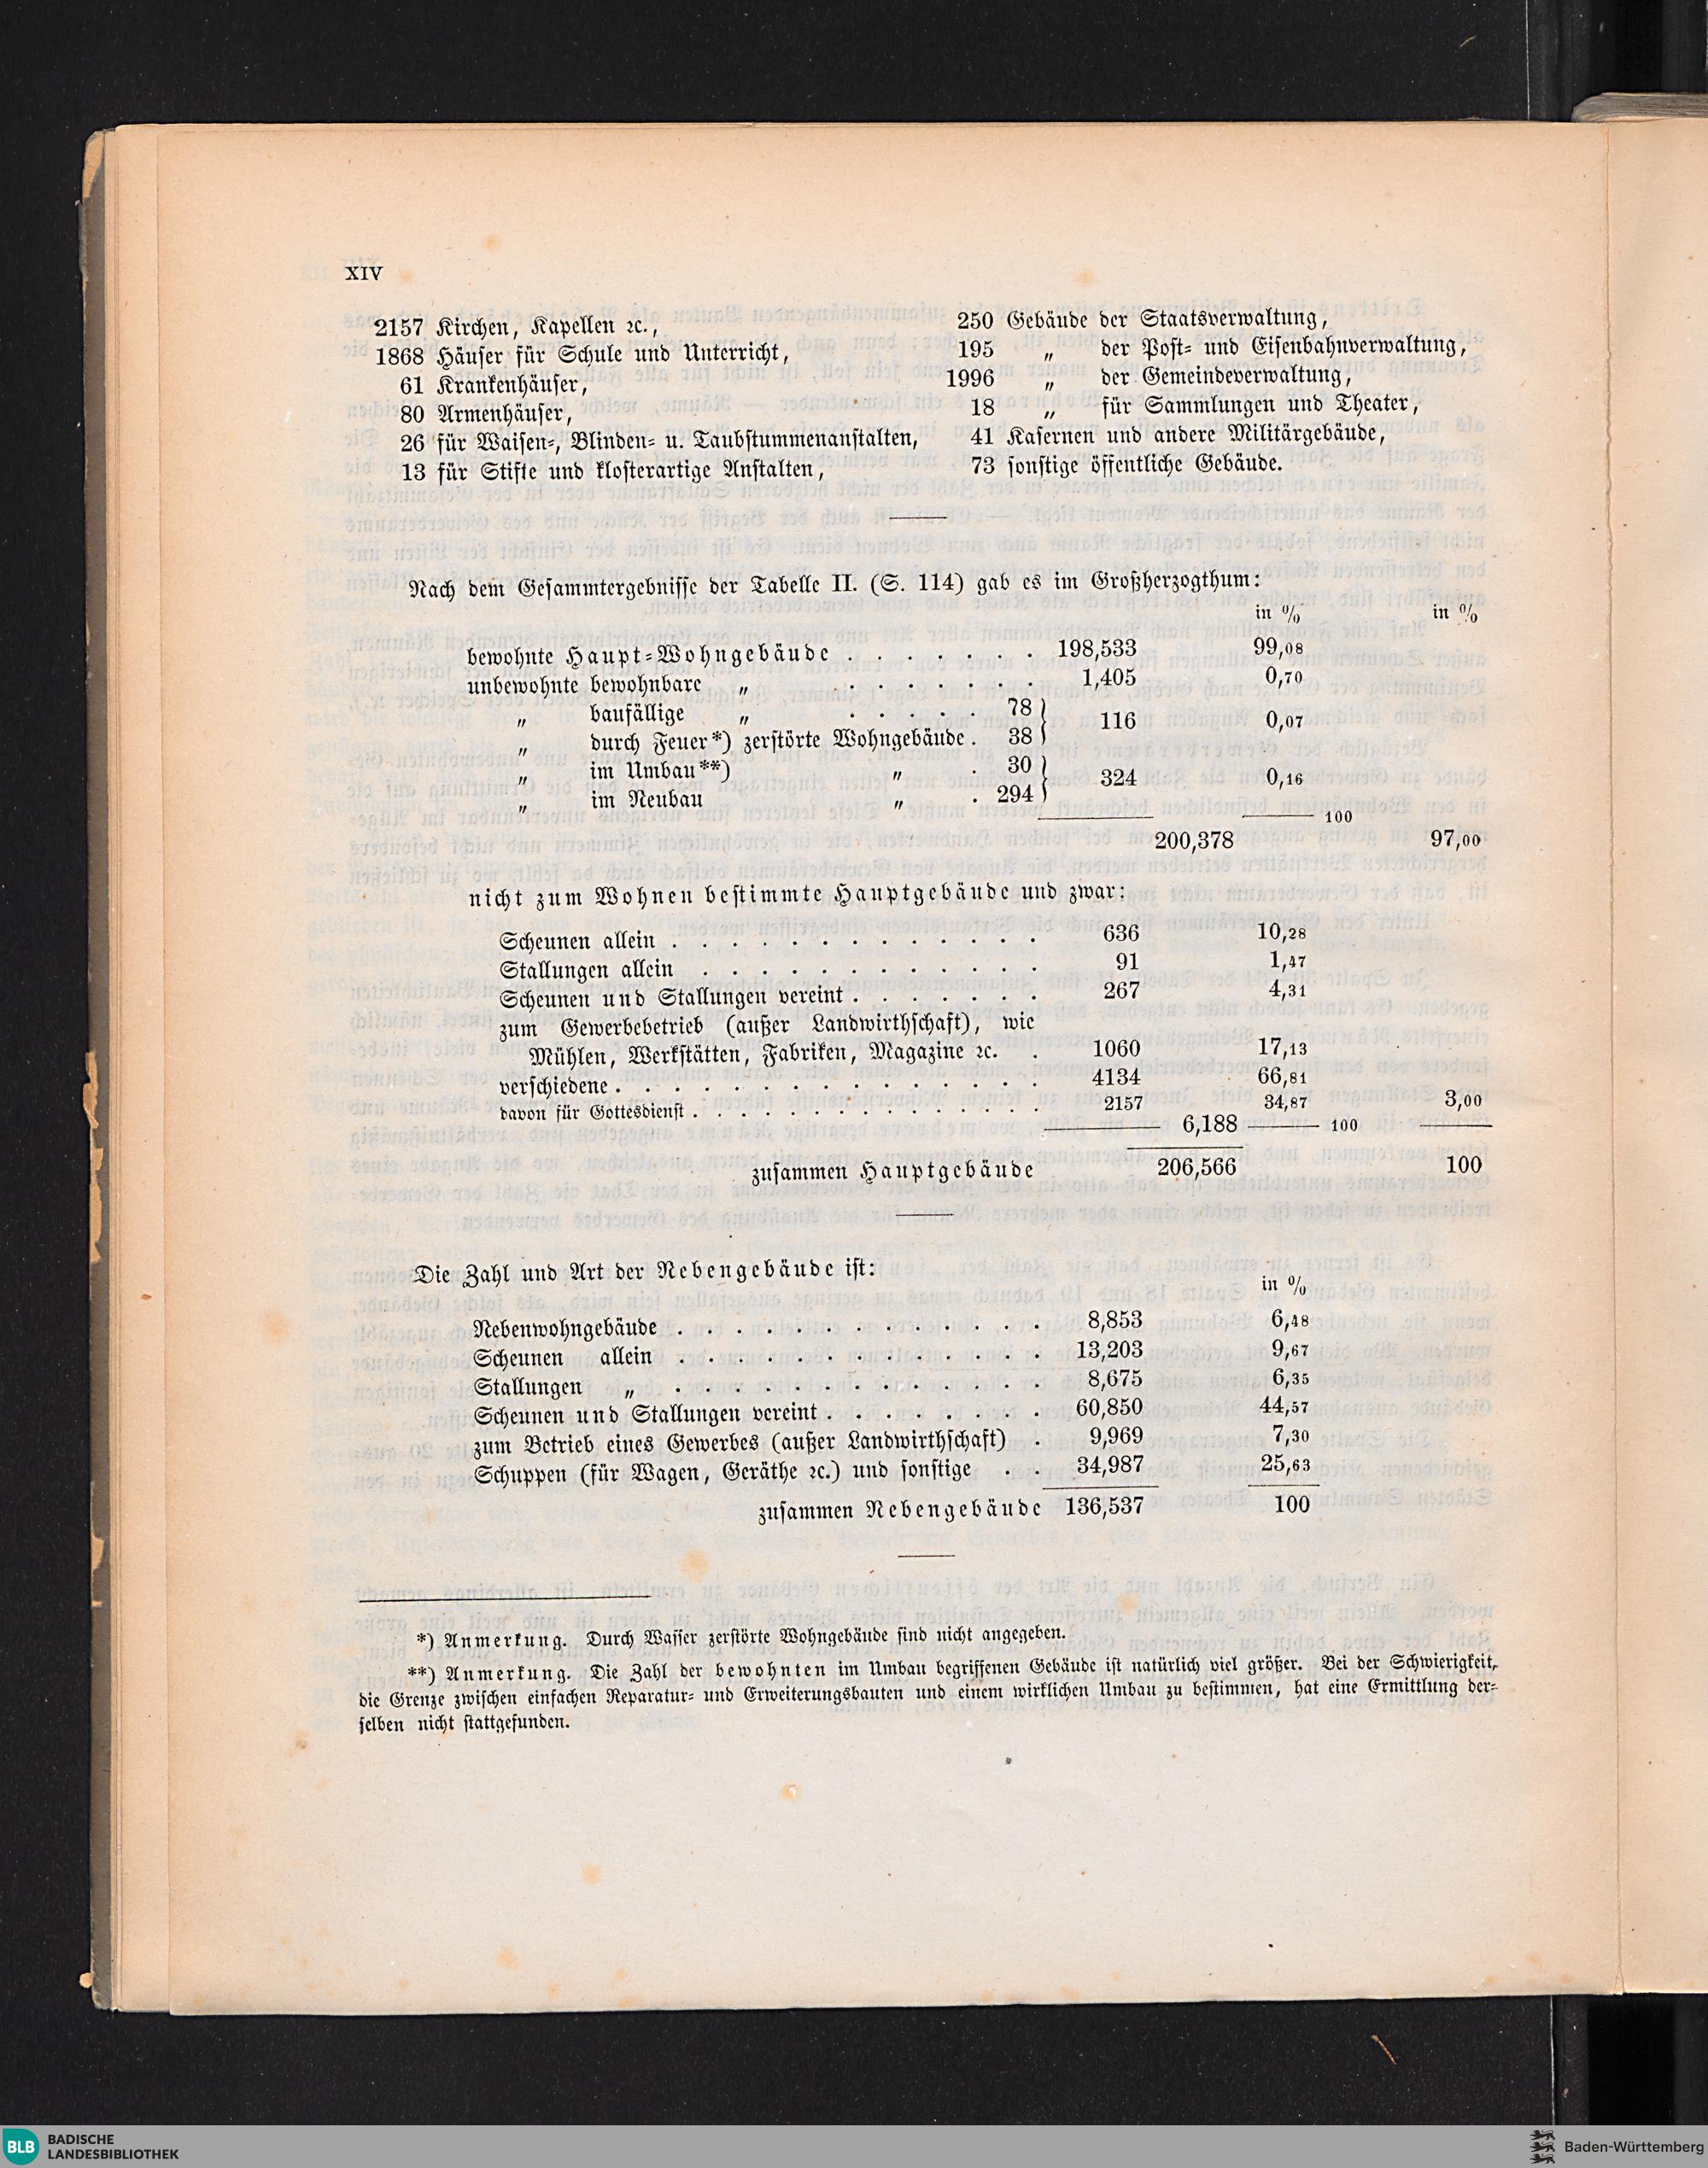 XIV
2157 Kirchen, Kapellen ꝛc.,
1868 Häuser für Schule und Unterricht,
61 Krankenhäuser,
80 Armenhäuser,
26 für Waisen-, Blinden- u. Taubstummenanstalten,
13 für Stifte und klosterartige Anstalten,
250 Gebäude der Staatsverwaltung,
195 „ der Post- und Eisenbahnverwaltung,
1996 „ der Gemeindeverwaltung,
18 „ für Sammlungen und Theater,
41 Kasernen und andere Militärgebäude,
73 sonstige öffentliche Gebäude.
Nach dem Gesammtergebnisse der Tabelle II. (S. 114) gab es im Großherzogthum:
in % in %
bewohnte Haupt-Wohngebäude . . . . . . . 198,533 99,08
unbewohnte bewohnbare „ . . . . . . . 1,405 0,70
„ baufällige „ . . . . . 78 } 116 0,07
„ durch Feuer*) zerstörte Wohngebäude . 38
„ im Umbau**) „ . 30 } 324 0,16
„ im Neubau „ . 294
100
200,378 97,00
nicht zum Wohnen bestimmte Hauptgebäude und zwar:
Scheunen allein . . . . . . . . . . . . . 636 10,28
Stallungen allein . . . . . . . . . . . . 91 1,47
Scheunen und Stallungen vereint . . . . . . . 267 4,31
zum Gewerbebetrieb (außer Landwirthschaft), wie
Mühlen, Werkstätten, Fabriken, Magazine ꝛc. . 1060 17,13
verschiedene . . . . . . . . . . . . . . . 4134 66,81
davon für Gottesdienst . . . . . . . . . . . . . 2157 34,87 3,00
6,188 100
zusammen Hauptgebäude 206,566 100
Die Zahl und Art der Nebengebäude ist:
in %
Nebenwohngebäude . . . . . . . . . . . . . 8,853 6,48
Scheunen allein . . . . . . . . . . . . . 13,203 9,67
Stallungen „ . . . . . . . . . . . . . 8,675 6,35
Scheunen und Stallungen vereint . . . . . . . . 60,850 44,57
zum Betrieb eines Gewerbes (außer Landwirthschaft) . 9,969 7,30
Schuppen (für Wagen, Geräthe ꝛc.) und sonstige . . 34,987 25,63
zusammen Nebengebäude 136,537 100
*) Anmerkung. Durch Wasser zerstörte Wohngebäude sind nicht angegeben.
**) Anmerkung. Die Zahl der bewohnten im Umbau begriffenen Gebäude ist natürlich viel größer. Bei der Schwierigkeit,
die Grenze zwischen einfachen Reparatur- und Erweiterungsbauten und einem wirklichen Umbau zu bestimmen, hat eine Ermittlung der-
selben nicht stattgefunden.
BLB BADISCHE
LANDESBIBLIOTHEK
Baden-Württemberg